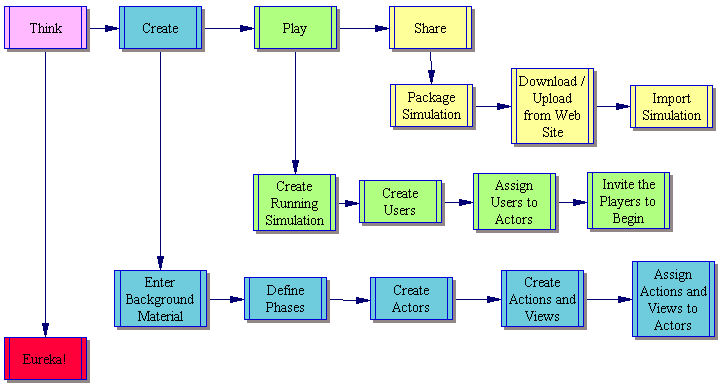 Think
Create
Play
Share
Package
Simulation
Download /
Upload
from Web
Site
Import
Simulation
Create
Running
Simulation
Create
Users
Assign
Users to
Actors
Invite the
Players to
Begin
Enter
Background
Material
Define
Phases
Create
Actors
Create
Actions and
Views
Assign
Actions and
Views to
Actors
Eureka!